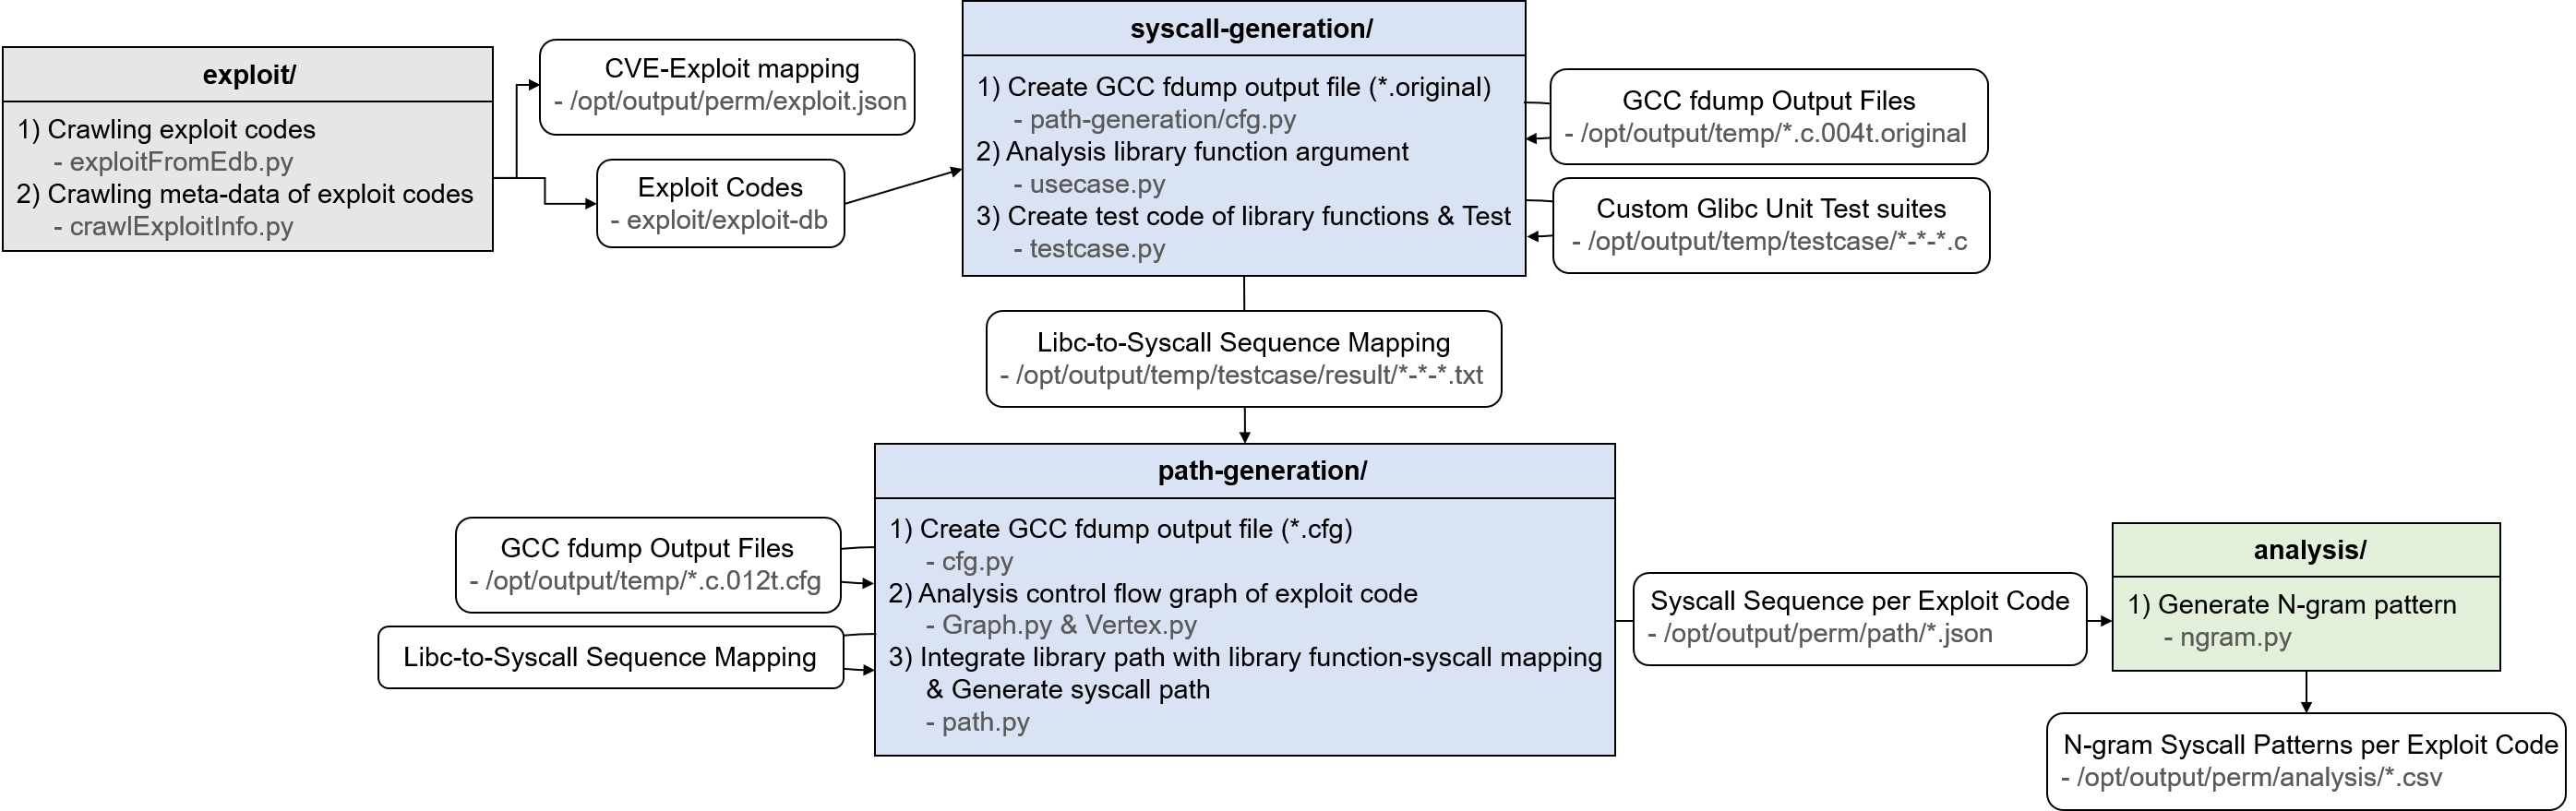 exploit/
1) Crawling exploit codes
- exploitFromEdb.py
2) Crawling meta-data of exploit codes
- crawlExploitInfo.py
CVE-Exploit mapping
- /opt/output/perm/exploit.json
Exploit Codes
- exploit/exploit-db
syscall-generation/
1) Create GCC fdump output file (*.original)
- path-generation/cfg.py
2) Analysis library function argument
- usecase.py
3) Create test code of library functions & Test
- testcase.py
GCC fdump Output Files
- /opt/output/temp/*.c.004t.original
Custom Glibc Unit Test suites
- /opt/output/temp/testcase/*-*-*.c
Libc-to-Syscall Sequence Mapping
- /opt/output/temp/testcase/result/*-*-*.txt
path-generation/
1) Create GCC fdump output file (*.cfg)
- cfg.py
2) Analysis control flow graph of exploit code
- Graph.py & Vertex.py
3) Integrate library path with library function-syscall mapping
& Generate syscall path
- path.py
GCC fdump Output Files
- /opt/output/temp/*.c.012t.cfg
Libc-to-Syscall Sequence Mapping
Syscall Sequence per Exploit Code
- /opt/output/perm/path/*.json
analysis/
1) Generate N-gram pattern
- ngram.py
N-gram Syscall Patterns per Exploit Code
- /opt/output/perm/analysis/*.csv